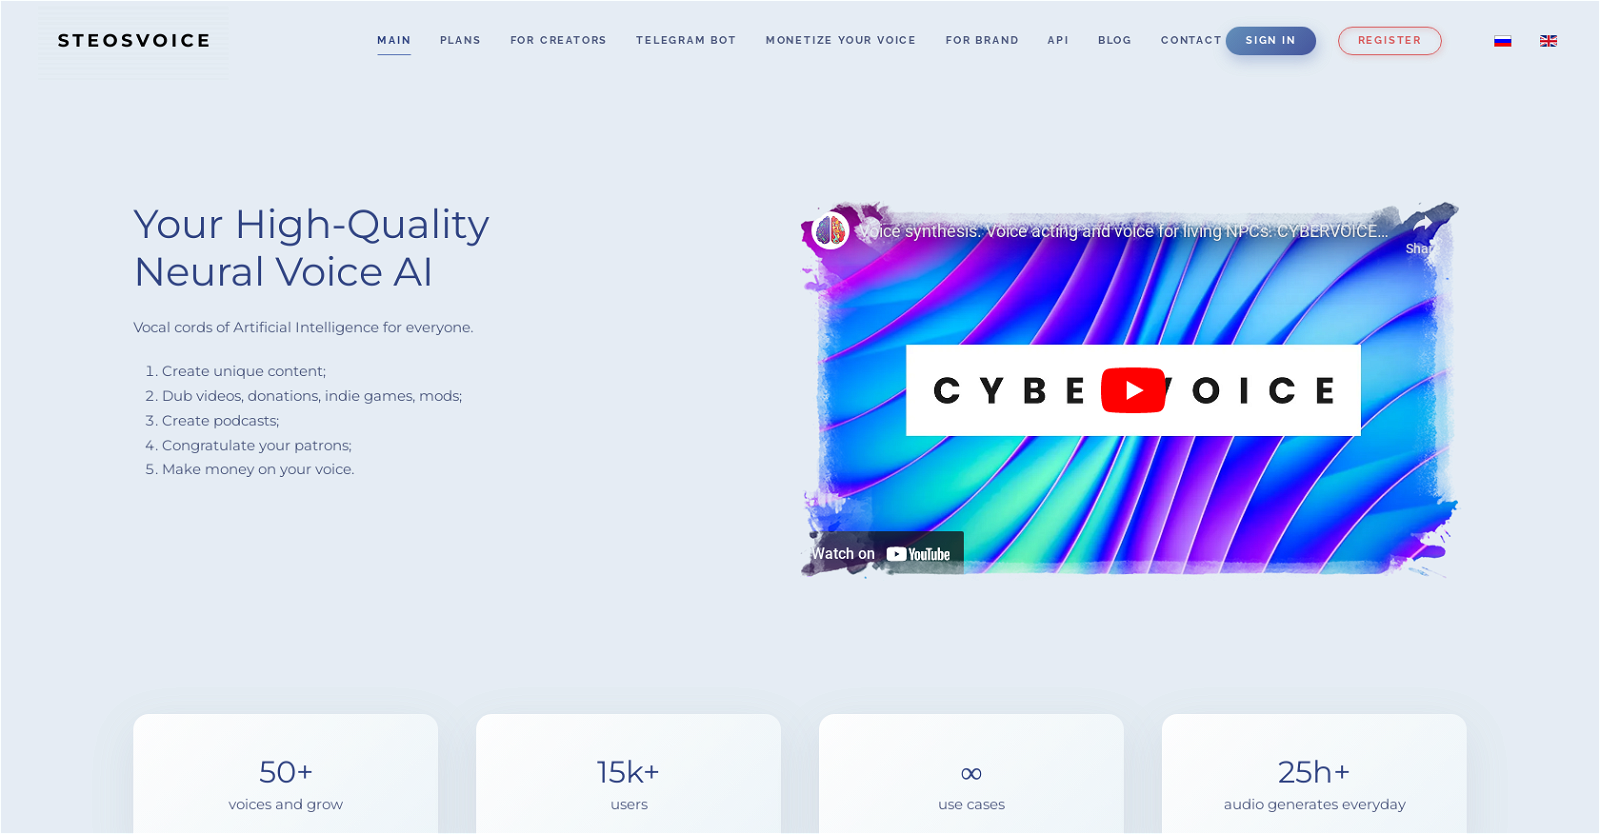 STEOSVOICE
MAIN PLANS FOR CREATORS TELEGRAM BOT MONETIZE YOUR VOICE FOR BRAND API BLOG CONTACT SIGN IN REGISTER
Your High-Quality
Neural Voice AI
Vocal cords of Artificial Intelligence for everyone.
1. Create unique content;
2. Dub videos, donations, indie games, mods;
3. Create podcasts;
4. Congratulate your patrons;
5. Make money on your voice.
Voice synthesis. Voice acting and voice for living NPCs. CYBERVOICE...
Share
CYBE VOICE
Watch on YouTube
50+
voices and grow
15k+
users
∞
use cases
25h+
audio generates everyday